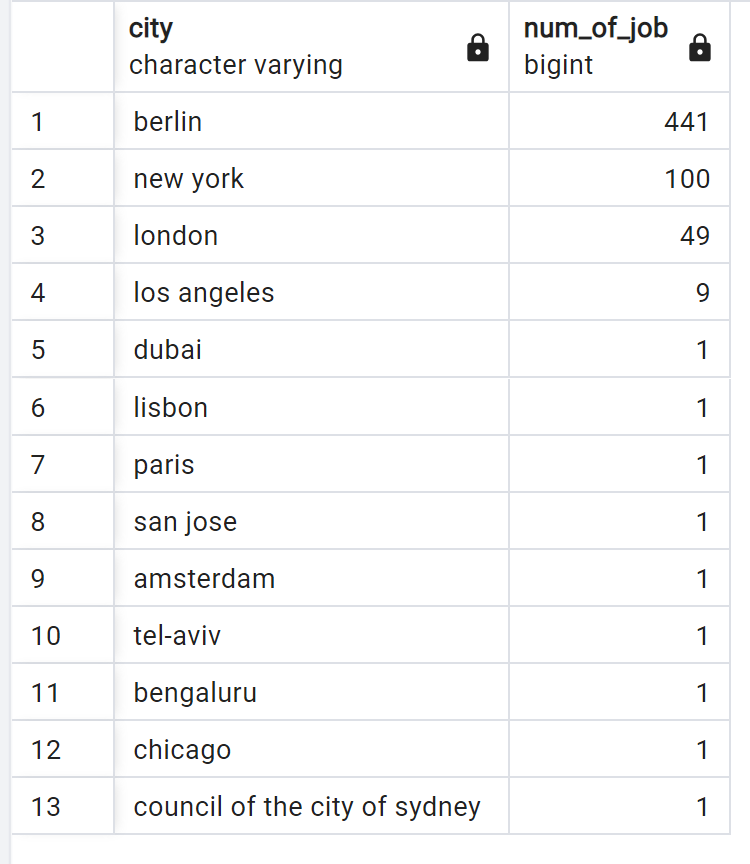 city num_of_job
character varying bigint
1 berlin 441
2 new york 100
3 london 49
4 los angeles 9
5 dubai 1
6 lisbon 1
7 paris 1
8 san jose 1
9 amsterdam 1
10 tel-aviv 1
11 bengaluru 1
12 chicago 1
13 council of the city of sydney 1